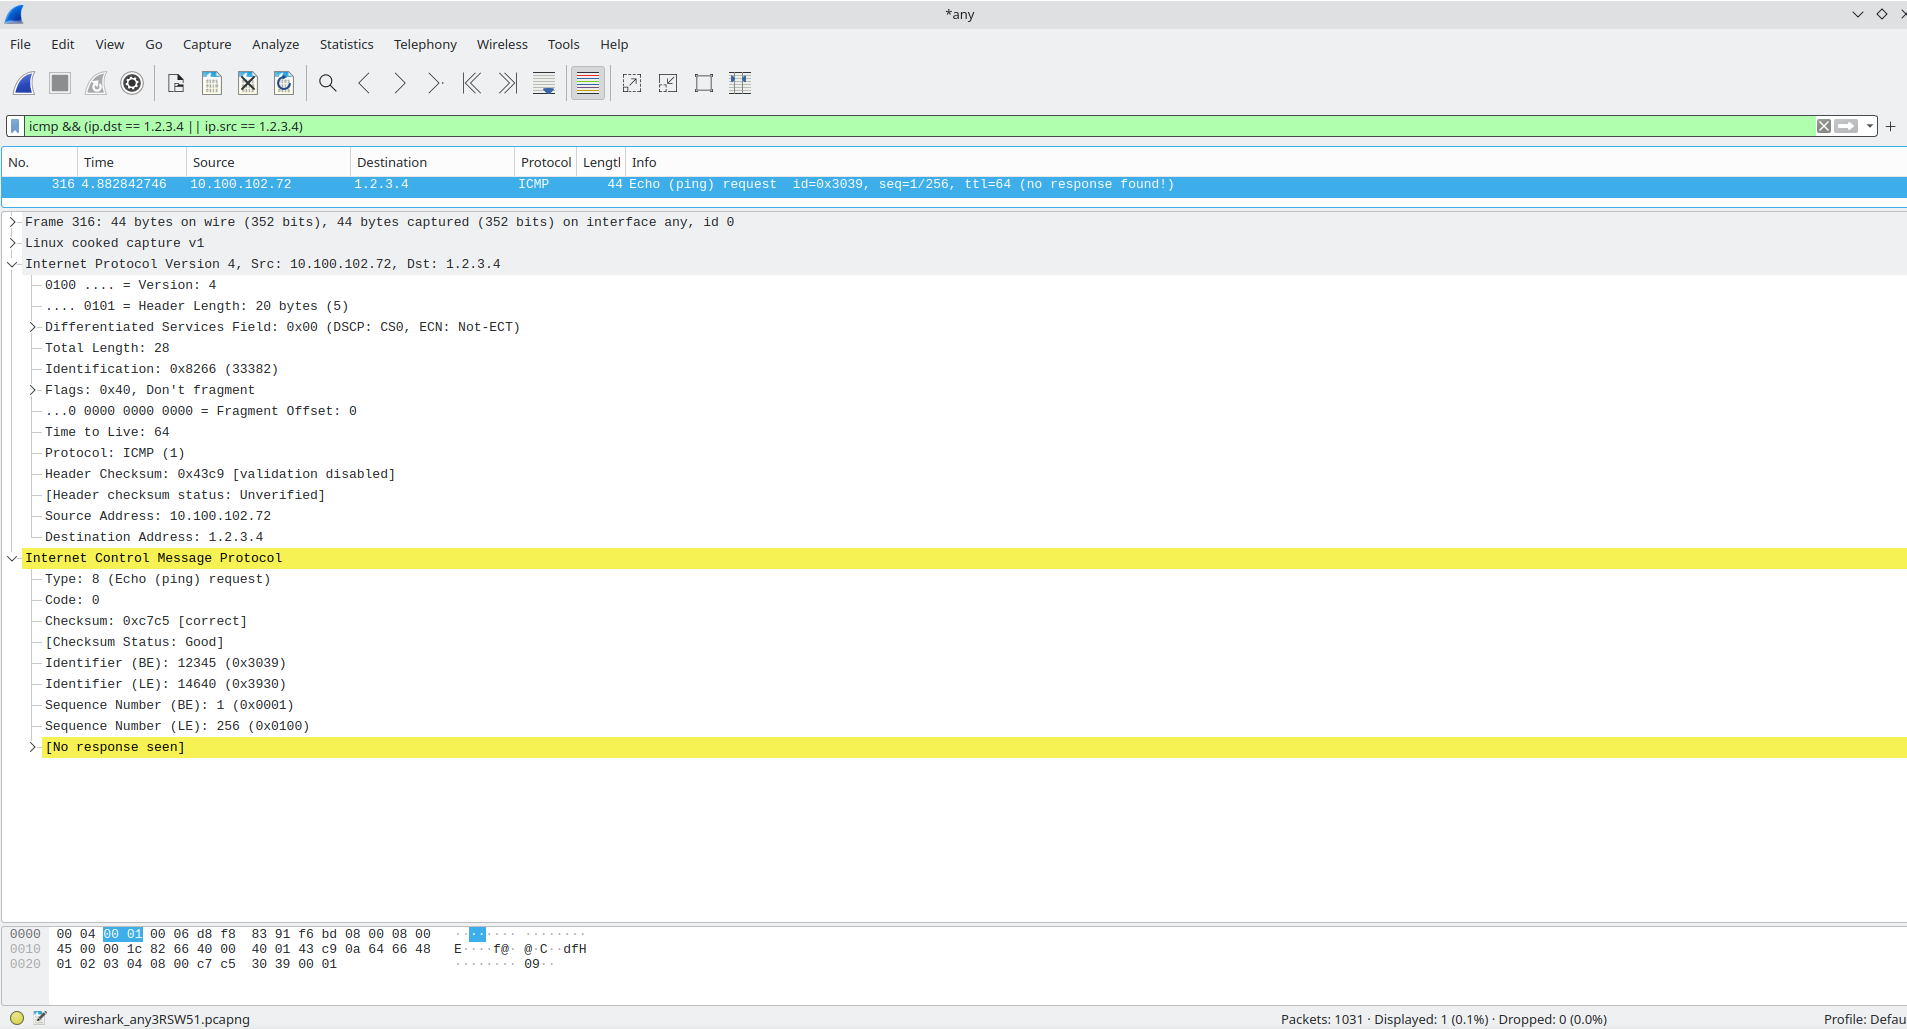 *any
File Edit View Go Capture Analyze Statistics Telephony Wireless Tools Help
icmp && (ip.dst == 1.2.3.4 || ip.src == 1.2.3.4)
No. Time Source Destination Protocol Lengtl Info
316 4.882842746 10.100.102.72 1.2.3.4 ICMP 44 Echo (ping) request id=0x3039, seq=1/256, ttl=64 (no response found!)
Frame 316: 44 bytes on wire (352 bits), 44 bytes captured (352 bits) on interface any, id 0
Linux cooked capture v1
Internet Protocol Version 4, Src: 10.100.102.72, Dst: 1.2.3.4
0100 .... = Version: 4
.... 0101 = Header Length: 20 bytes (5)
Differentiated Services Field: 0x00 (DSCP: CS0, ECN: Not-ECT)
Total Length: 28
Identification: 0x8266 (33382)
Flags: 0x40, Don't fragment
...0 0000 0000 0000 = Fragment Offset: 0
Time to Live: 64
Protocol: ICMP (1)
Header Checksum: 0x43c9 [validation disabled]
[Header checksum status: Unverified]
Source Address: 10.100.102.72
Destination Address: 1.2.3.4
Internet Control Message Protocol
Type: 8 (Echo (ping) request)
Code: 0
Checksum: 0xc7c5 [correct]
[Checksum Status: Good]
Identifier (BE): 12345 (0x3039)
Identifier (LE): 14640 (0x3930)
Sequence Number (BE): 1 (0x0001)
Sequence Number (LE): 256 (0x0100)
[No response seen]
0000 00 04 00 01 00 06 d8 f8 83 91 f6 bd 08 00 08 00 ········ ········
0010 45 00 00 1c 82 66 40 00 40 01 43 c9 0a 64 66 48 E····f@· @·C··dfH
0020 01 02 03 04 08 00 c7 c5 30 39 00 01 ········ 09··
wireshark_any3RSW51.pcapng
Packets: 1031 · Displayed: 1 (0.1%) · Dropped: 0 (0.0%)
Profile: Defau